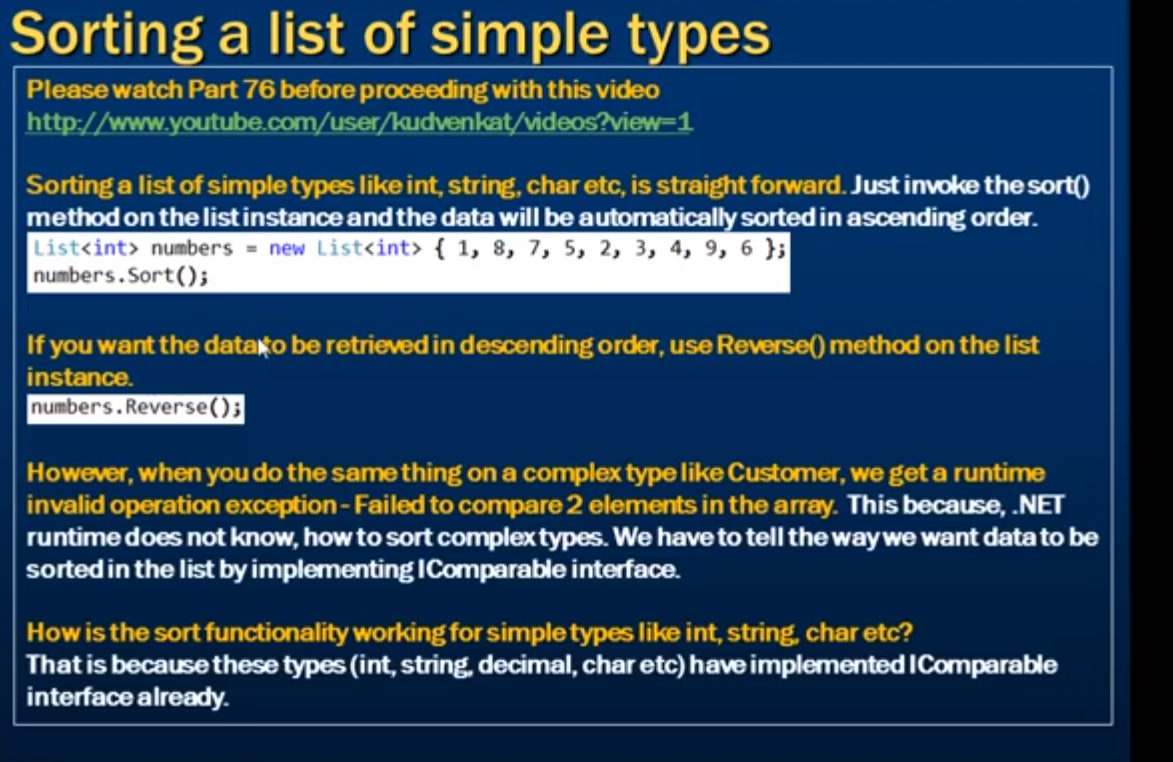 Sorting a list of simple types
Please watch Part 76 before proceeding with this video
http://www.youtube.com/user/kudvenkat/videos?view=1
Sorting a list of simple types like int, string, char etc, is straight forward. Just invoke the sort()
method on the list instance and the data will be automatically sorted in ascending order.
List<int> numbers = new List<int> { 1, 8, 7, 5, 2, 3, 4, 9, 6 };
numbers.Sort();
If you want the data to be retrieved in descending order, use Reverse() method on the list
instance.
numbers.Reverse();
However, when you do the same thing on a complex type like Customer, we get a runtime
invalid operation exception - Failed to compare 2 elements in the array. This because, .NET
runtime does not know, how to sort complex types. We have to tell the way we want data to be
sorted in the list by implementing IComparable interface.
How is the sort functionality working for simple types like int, string, char etc?
That is because these types (int, string, decimal, char etc) have implemented IComparable
interface already.